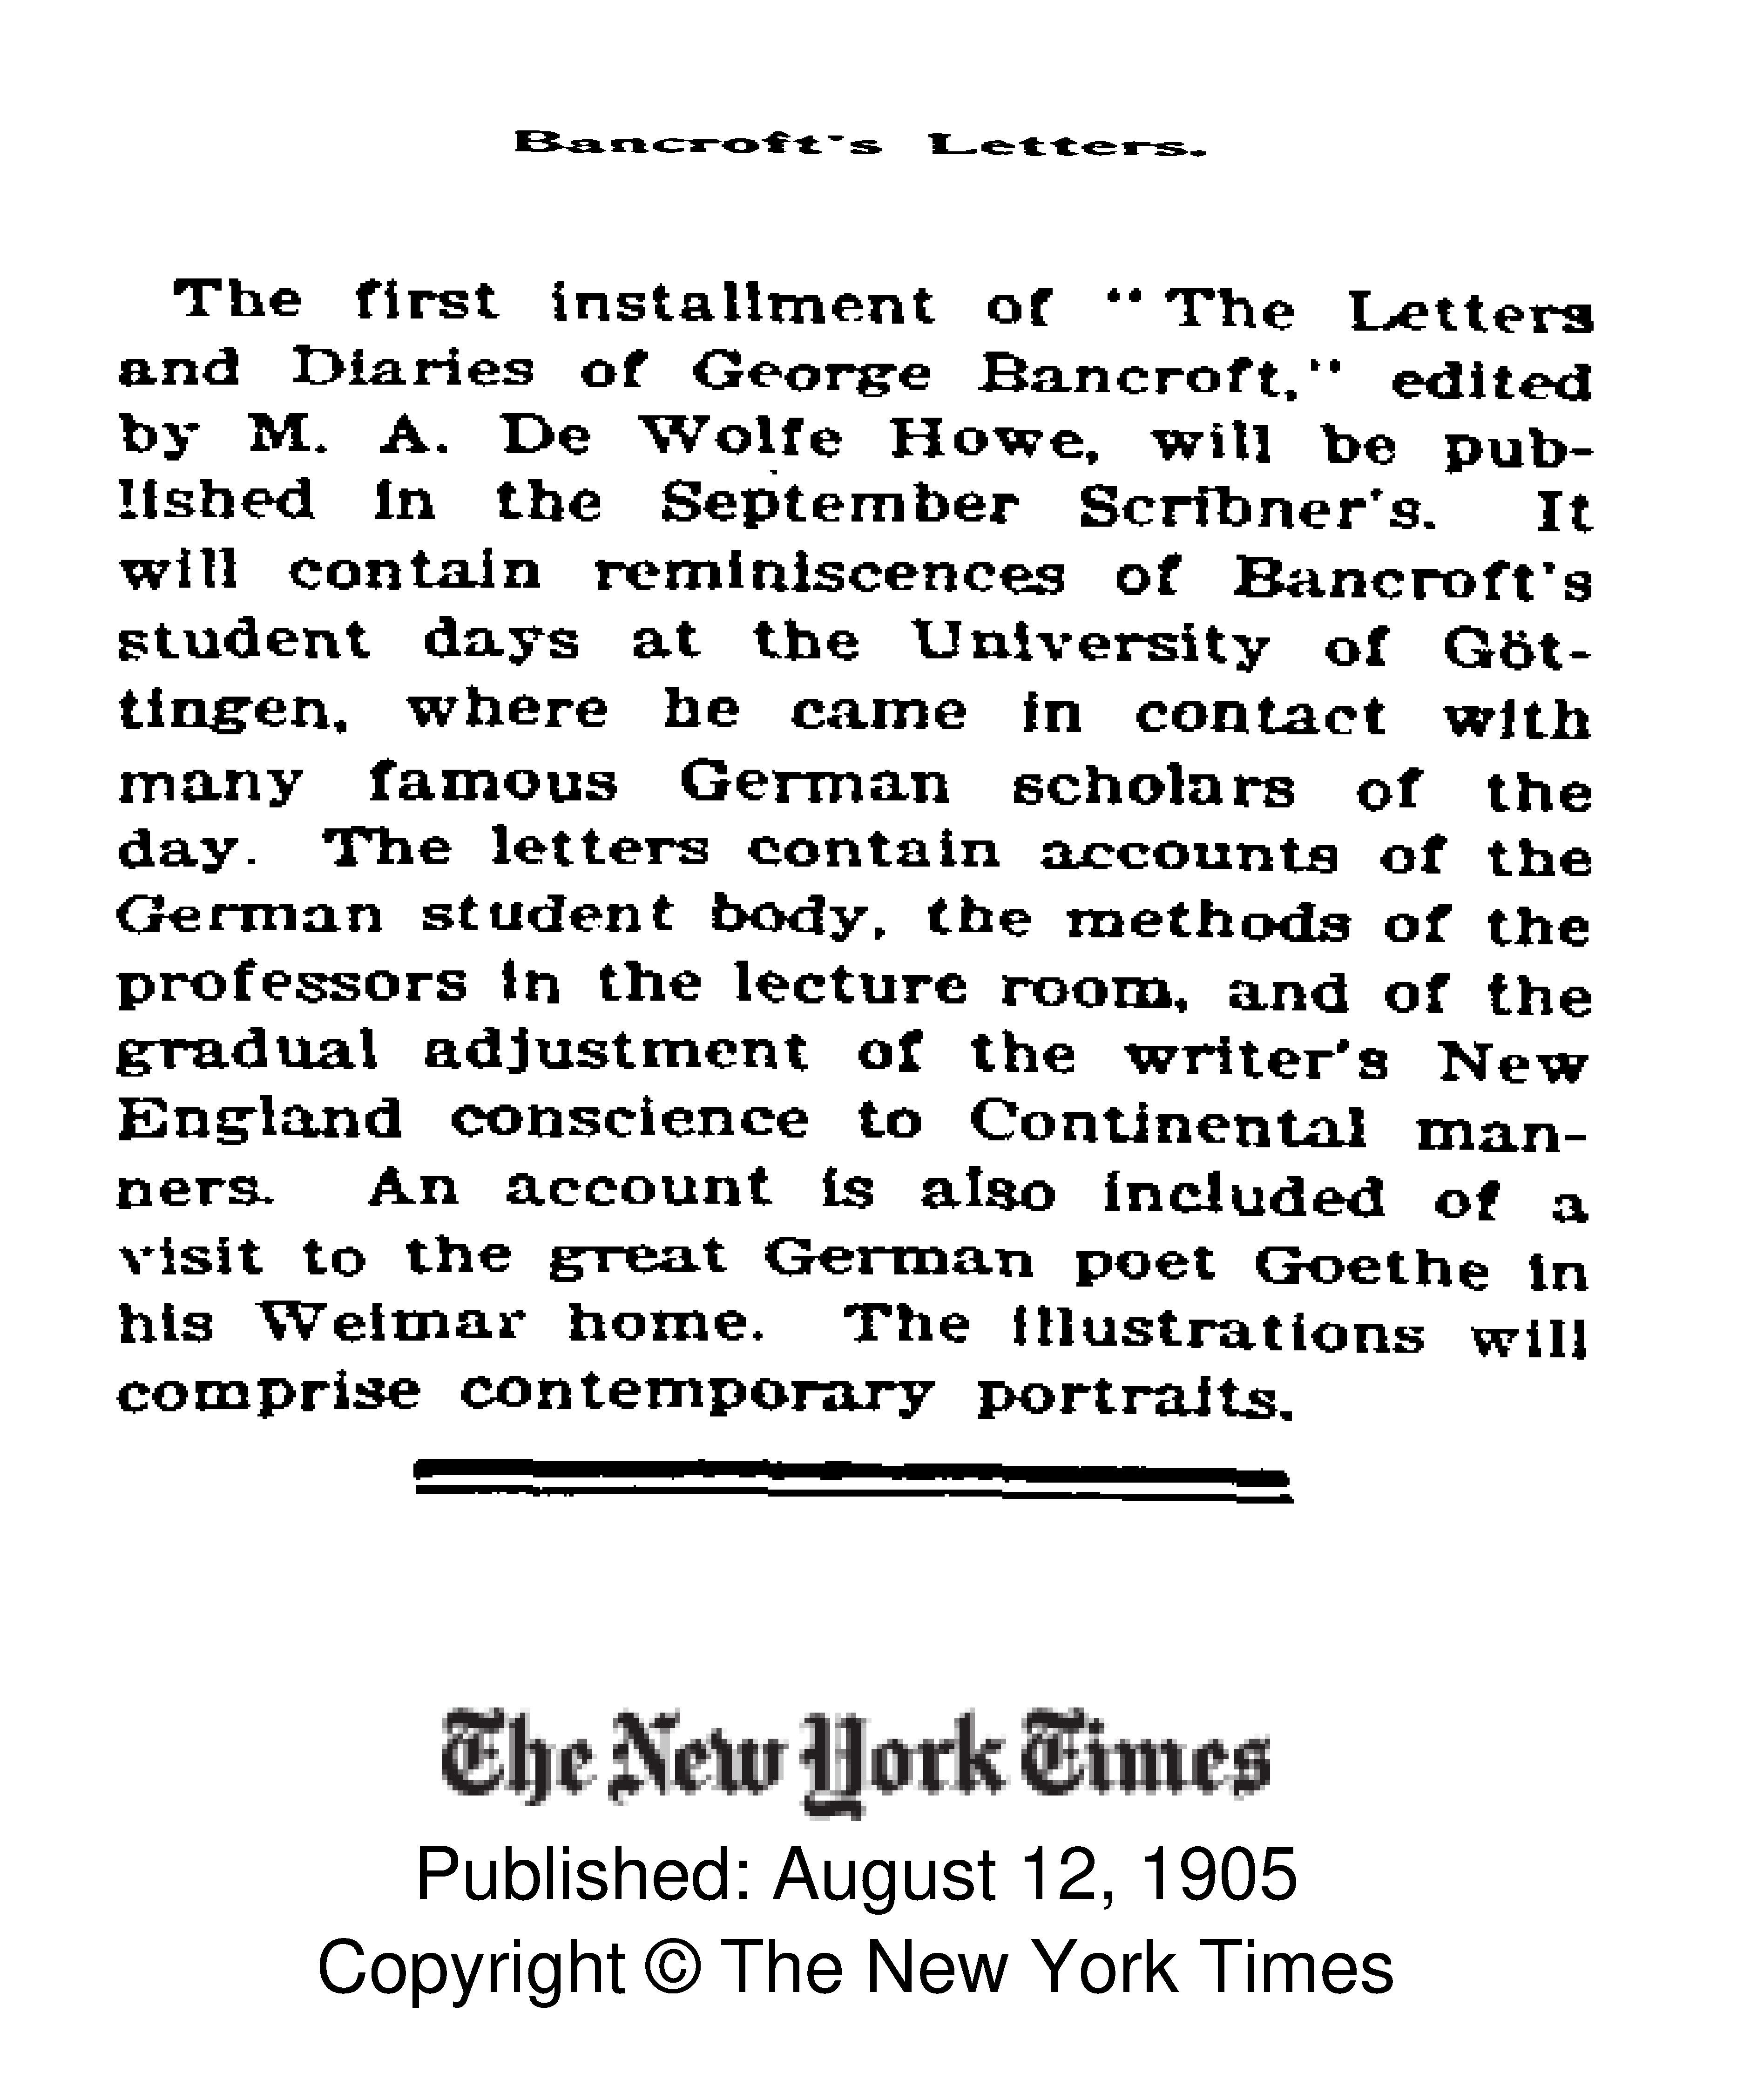 Bancroft's Letters.
The first installment of "The Letters
and Diaries of George Bancroft," edited
by M. A. De Wolfe Howe, will be pub-
lished in the September Scribner's. It
will contain reminiscences of Bancroft's
student days at the University of Göt-
tingen, where he came in contact with
many famous German scholars of the
day. The letters contain accounts of the
German student body, the methods of the
professors in the lecture room, and of the
gradual adjustment of the writer's New
England conscience to Continental man-
ners. An account is also included of a
visit to the great German poet Goethe in
his Weimar home. The illustrations will
comprise contemporary portraits.
The New York Times
Published: August 12, 1905
Copyright © The New York Times